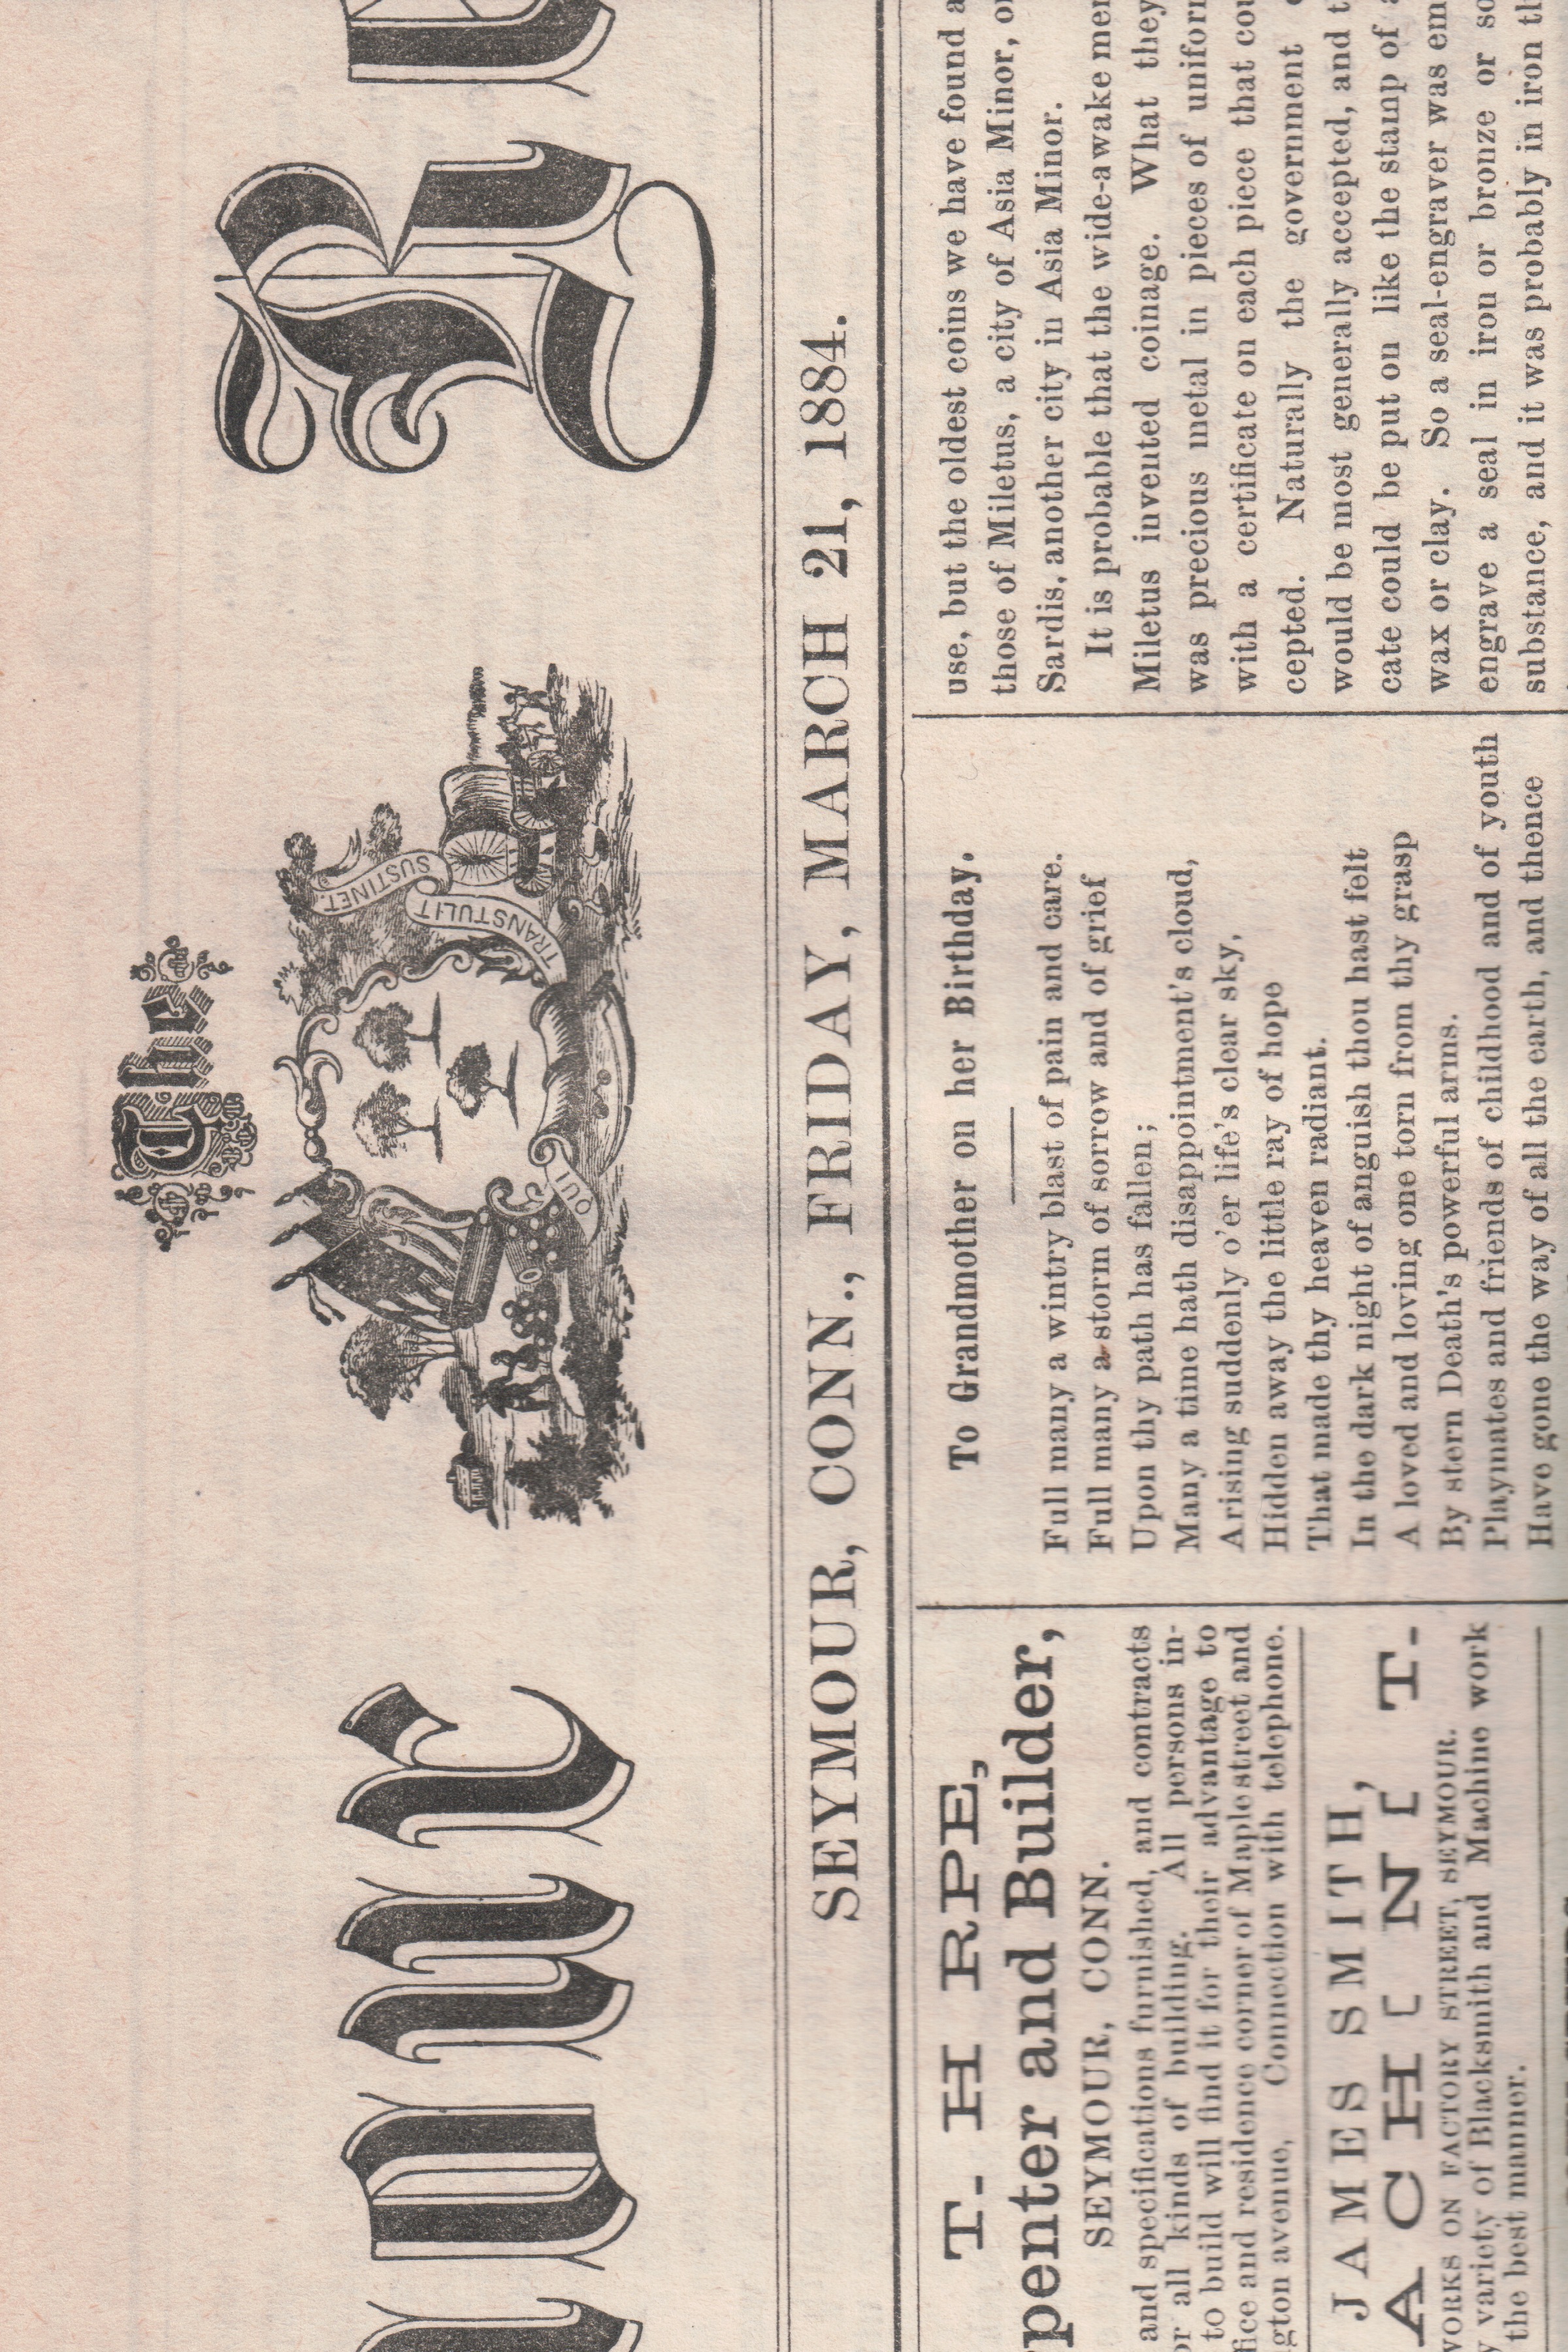 The
QUI
TRANSTULIT
SUSTINET.
SEYMOUR, CONN., FRIDAY, MARCH 21, 1884.
T. H RPE,
penter and Builder,
SEYMOUR, CONN.
and specifications furnished, and contracts
or all kinds of building. All persons in-
to build will find it for their advantage to
fice and residence corner of Maple street and
gton avenue, Connection with telephone.
JAMES SMITH,
ACHINI T.
WORKS ON FACTORY STREET, SEYMOUR.
variety of Blacksmith and Machine work
the best manner.
To Grandmother on her Birthday.
Full many a wintry blast of pain and care.
Full many a storm of sorrow and of grief
Upon thy path has fallen;
Many a time hath disappointment's cloud,
Arising suddenly o'er life's clear sky,
Hidden away the little ray of hope
That made thy heaven radiant.
In the dark night of anguish thou hast felt
A loved and loving one torn from thy grasp
By stern Death's powerful arms.
Playmates and friends of childhood and of youth
Have gone the way of all the earth, and thence
use, but the oldest coins we have found a
those of Miletus, a city of Asia Minor, o
Sardis, another city in Asia Minor.
It is probable that the wide-awake mer
Miletus invented coinage. What they
was precious metal in pieces of uniform
with a certificate on each piece that cou
cepted. Naturally the government
would be most generally accepted, and t
cate could be put on like the stamp of a
wax or clay. So a seal-engraver was em
engrave a seal in iron or bronze or so
substance, and it was probably in iron th